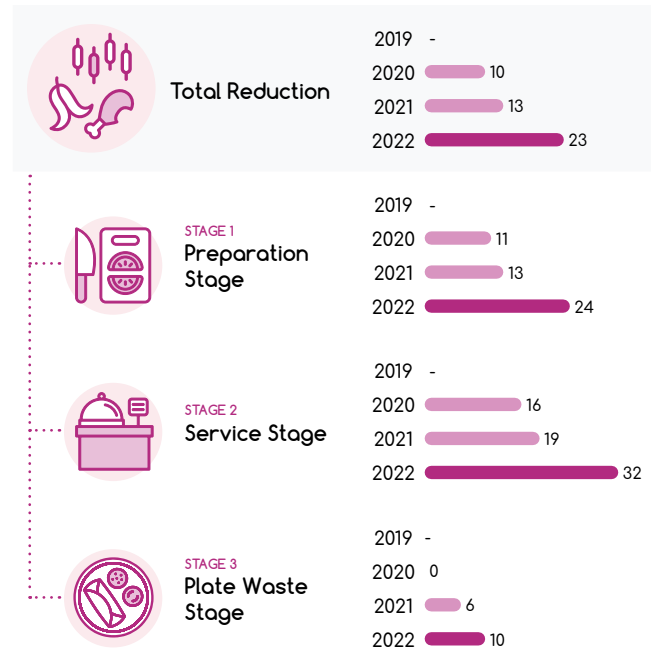 2019 -
Total Reduction
2020 10
2021 13
2022 23
2019 -
STAGE 1
Preparation
Stage
2020 11
2021 13
2022 24
2019 -
STAGE 2
Service Stage
2020 16
2021 19
2022 32
2019 -
STAGE 3
Plate Waste
Stage
2020 0
2021 6
2022 10